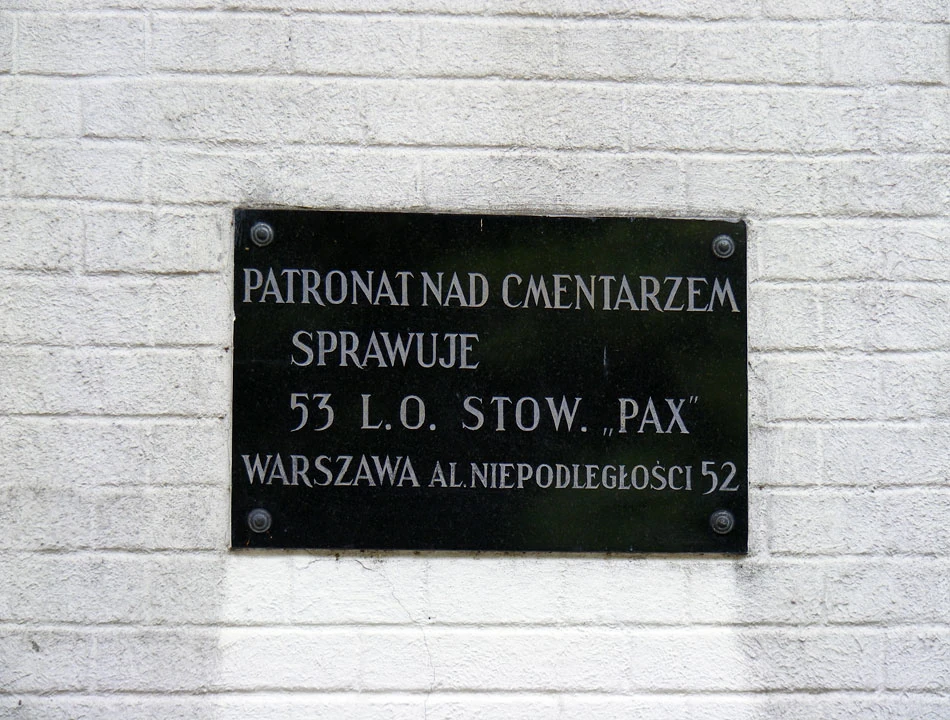 PATRONAT NAD CMENTARZEM
SPRAWUJE
53 L.O. STOW. „PAX”
WARSZAWA AL. NIEPODLEGŁOŚCI 52